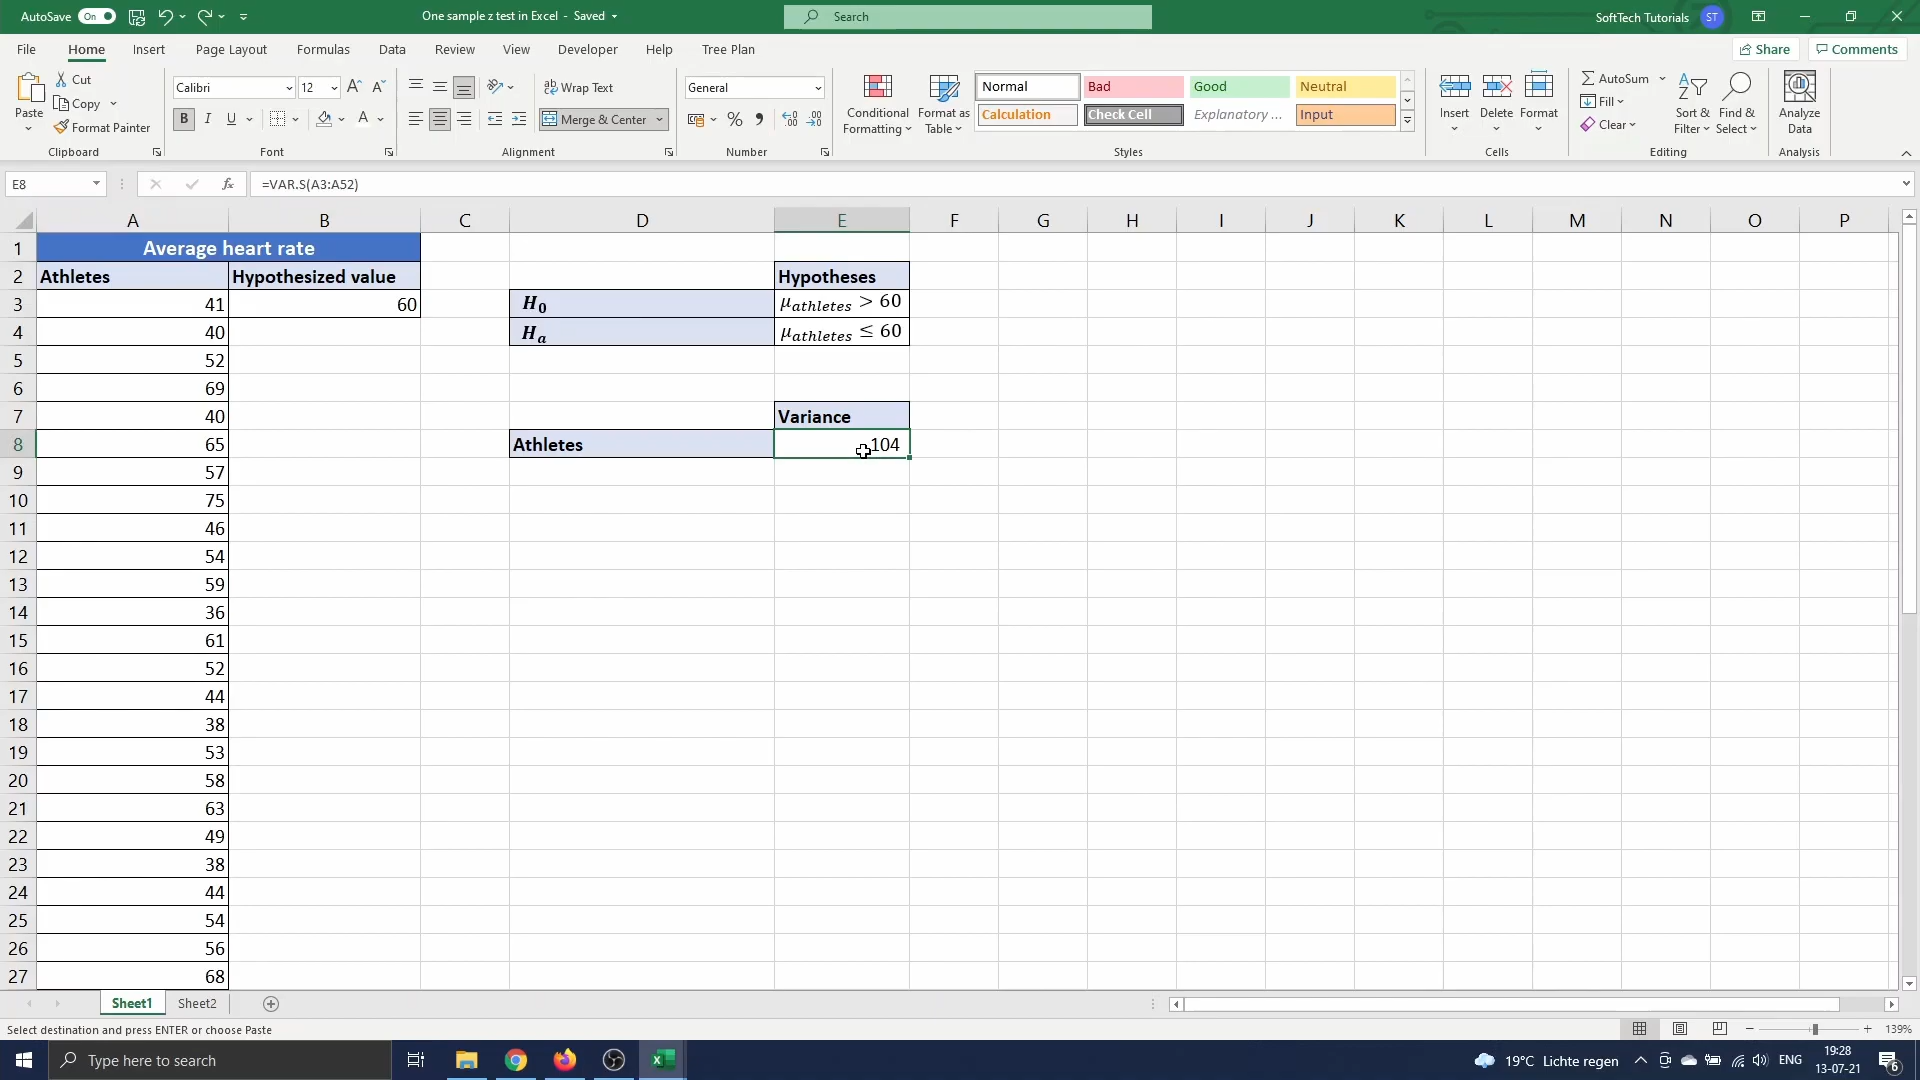 AutoSave On One sample z test in Excel - Saved Search SoftTech Tutorials ST
File Home Insert Page Layout Formulas Data Review View Developer Help Tree Plan Share Comments
Paste Cut Copy Format Painter
Clipboard
Calibri 12
B I U
Font
Wrap Text
Merge & Center
Alignment
General
Number
Conditional Formatting
Format as Table
Normal Bad Good Neutral
Calculation Check Cell Explanatory ... Input
Styles
Insert Delete Format
Cells
AutoSum
Fill
Clear
Sort & Filter
Find & Select
Editing
Analyze Data
Analysis
E8 fx =VAR.S(A3:A52)
A B C D E F G H I J K L M N O P
1 Average heart rate
2 Athletes Hypothesized value Hypotheses
3 41 60 H₀ μathletes > 60
4 40 Hₐ μathletes ≤ 60
5 52
6 69
7 40 Variance
8 65 Athletes 104
9 57
10 75
11 46
12 54
13 59
14 36
15 61
16 52
17 44
18 38
19 53
20 58
21 63
22 49
23 38
24 44
25 54
26 56
27 68
Sheet1 Sheet2
Select destination and press ENTER or choose Paste 139%
Type here to search 19°C Lichte regen ENG 19:28
13-07-21 6